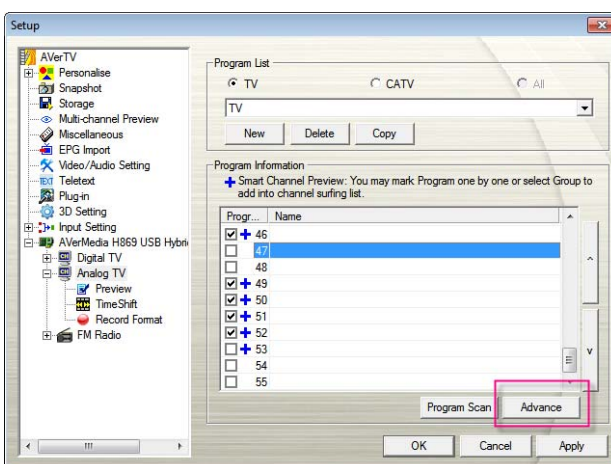 Setup
AVerTV
Personalise
Snapshot
Storage
Multi-channel Preview
Miscellaneous
EPG Import
Video/Audio Setting
TEXT Teletext
Plug-in
3D Setting
Input Setting
AVerMedia H869 USB Hybri
Digital TV
Analog TV
Preview
TimeShift
Record Format
FM Radio
Program List
TV CATV All
TV
New Delete Copy
Program Information
Smart Channel Preview: You may mark Program one by one or select Group to
add into channel surfing list.
Progr... Name
46
47
48
49
50
51
52
53
54
55
Program Scan Advance
OK Cancel Apply